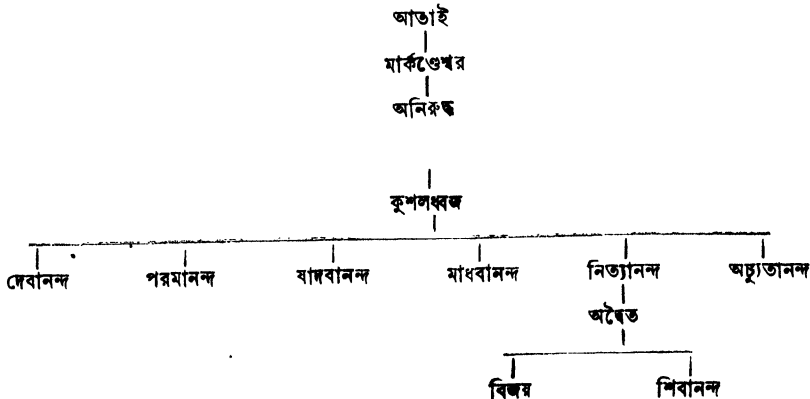 আতাই
মার্কণ্ডেশ্বর
অনিরুদ্ধ
কুশলধ্বজ
দেবানন্দ পরমানন্দ যাদবানন্দ মাধবানন্দ নিত্যানন্দ অচ্যুতানন্দ
অদ্বৈত
বিজয় শিবানন্দ